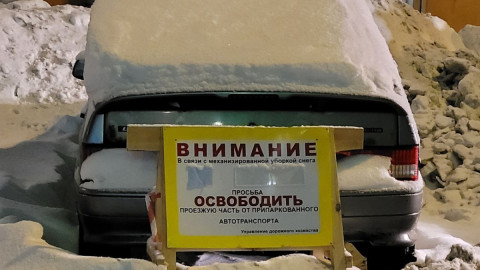 ВНИМАНИЕ
В связи с механизированной уборкой снега
ПРОСЬБА
ОСВОБОДИТЬ
ПРОЕЗЖУЮ ЧАСТЬ ОТ ПРИПАРКОВАННОГО
АВТОТРАНСПОРТА
Управление дорожного хозяйства